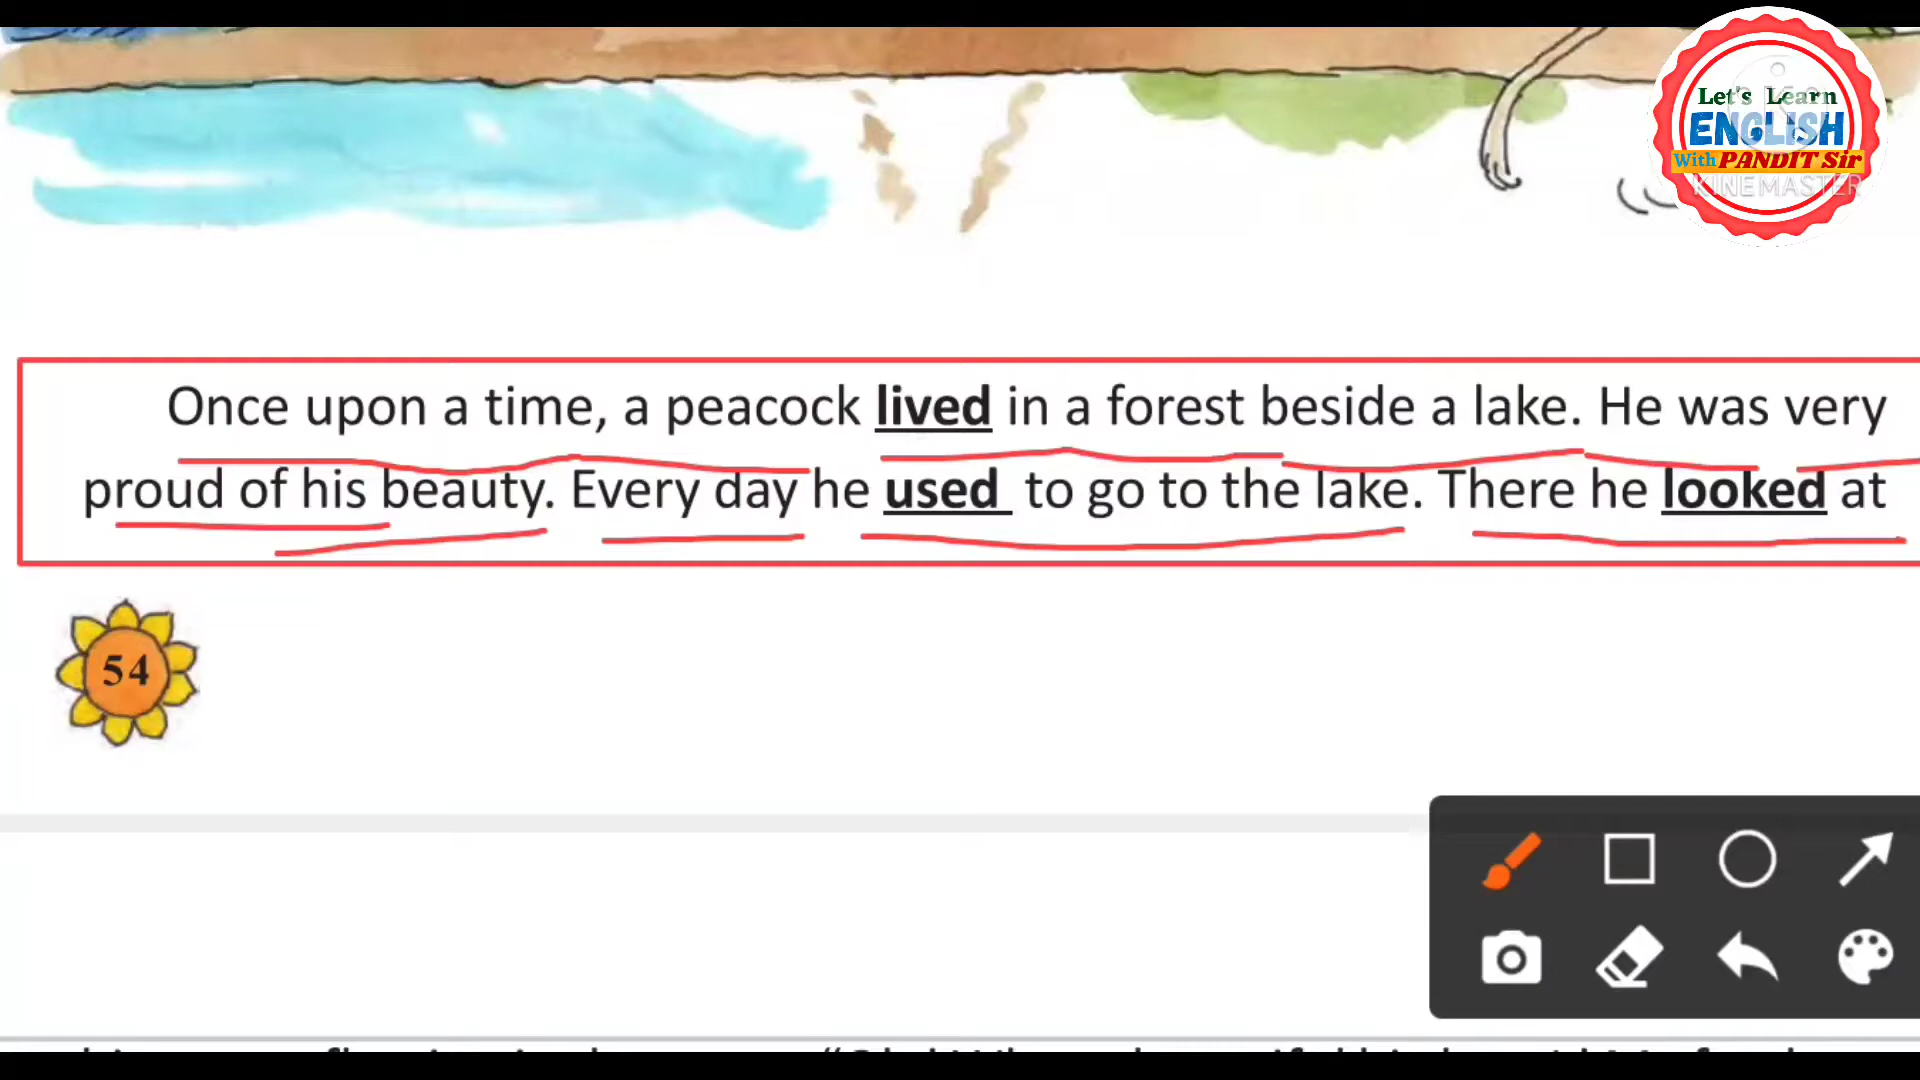 Let's Learn
ENGLISH
With PANDIT Sir
KINEMASTER
Once upon a time, a peacock lived in a forest beside a lake. He was very
proud of his beauty. Every day he used to go to the lake. There he looked at
54